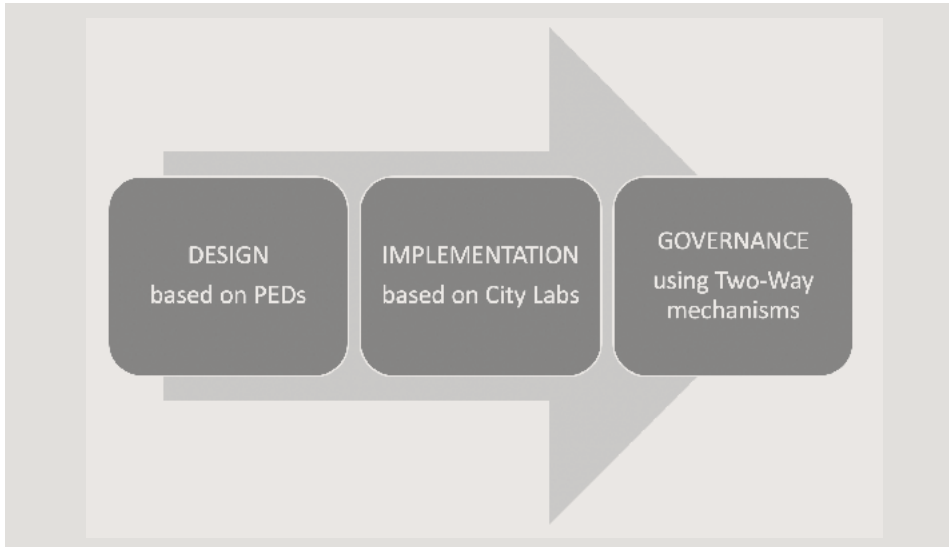 DESIGN
based on PEDs
IMPLEMENTATION
based on City Labs
GOVERNANCE
using Two-Way
mechanisms